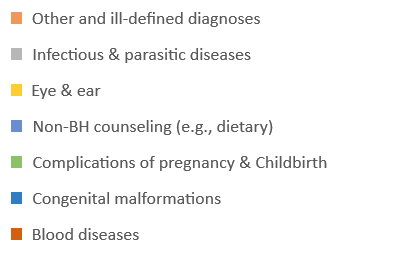 Other and ill-defined diagnoses
Infectious & parasitic diseases
Eye & ear
Non-BH counseling (e.g., dietary)
Complications of pregnancy & Childbirth
Congenital malformations
Blood diseases